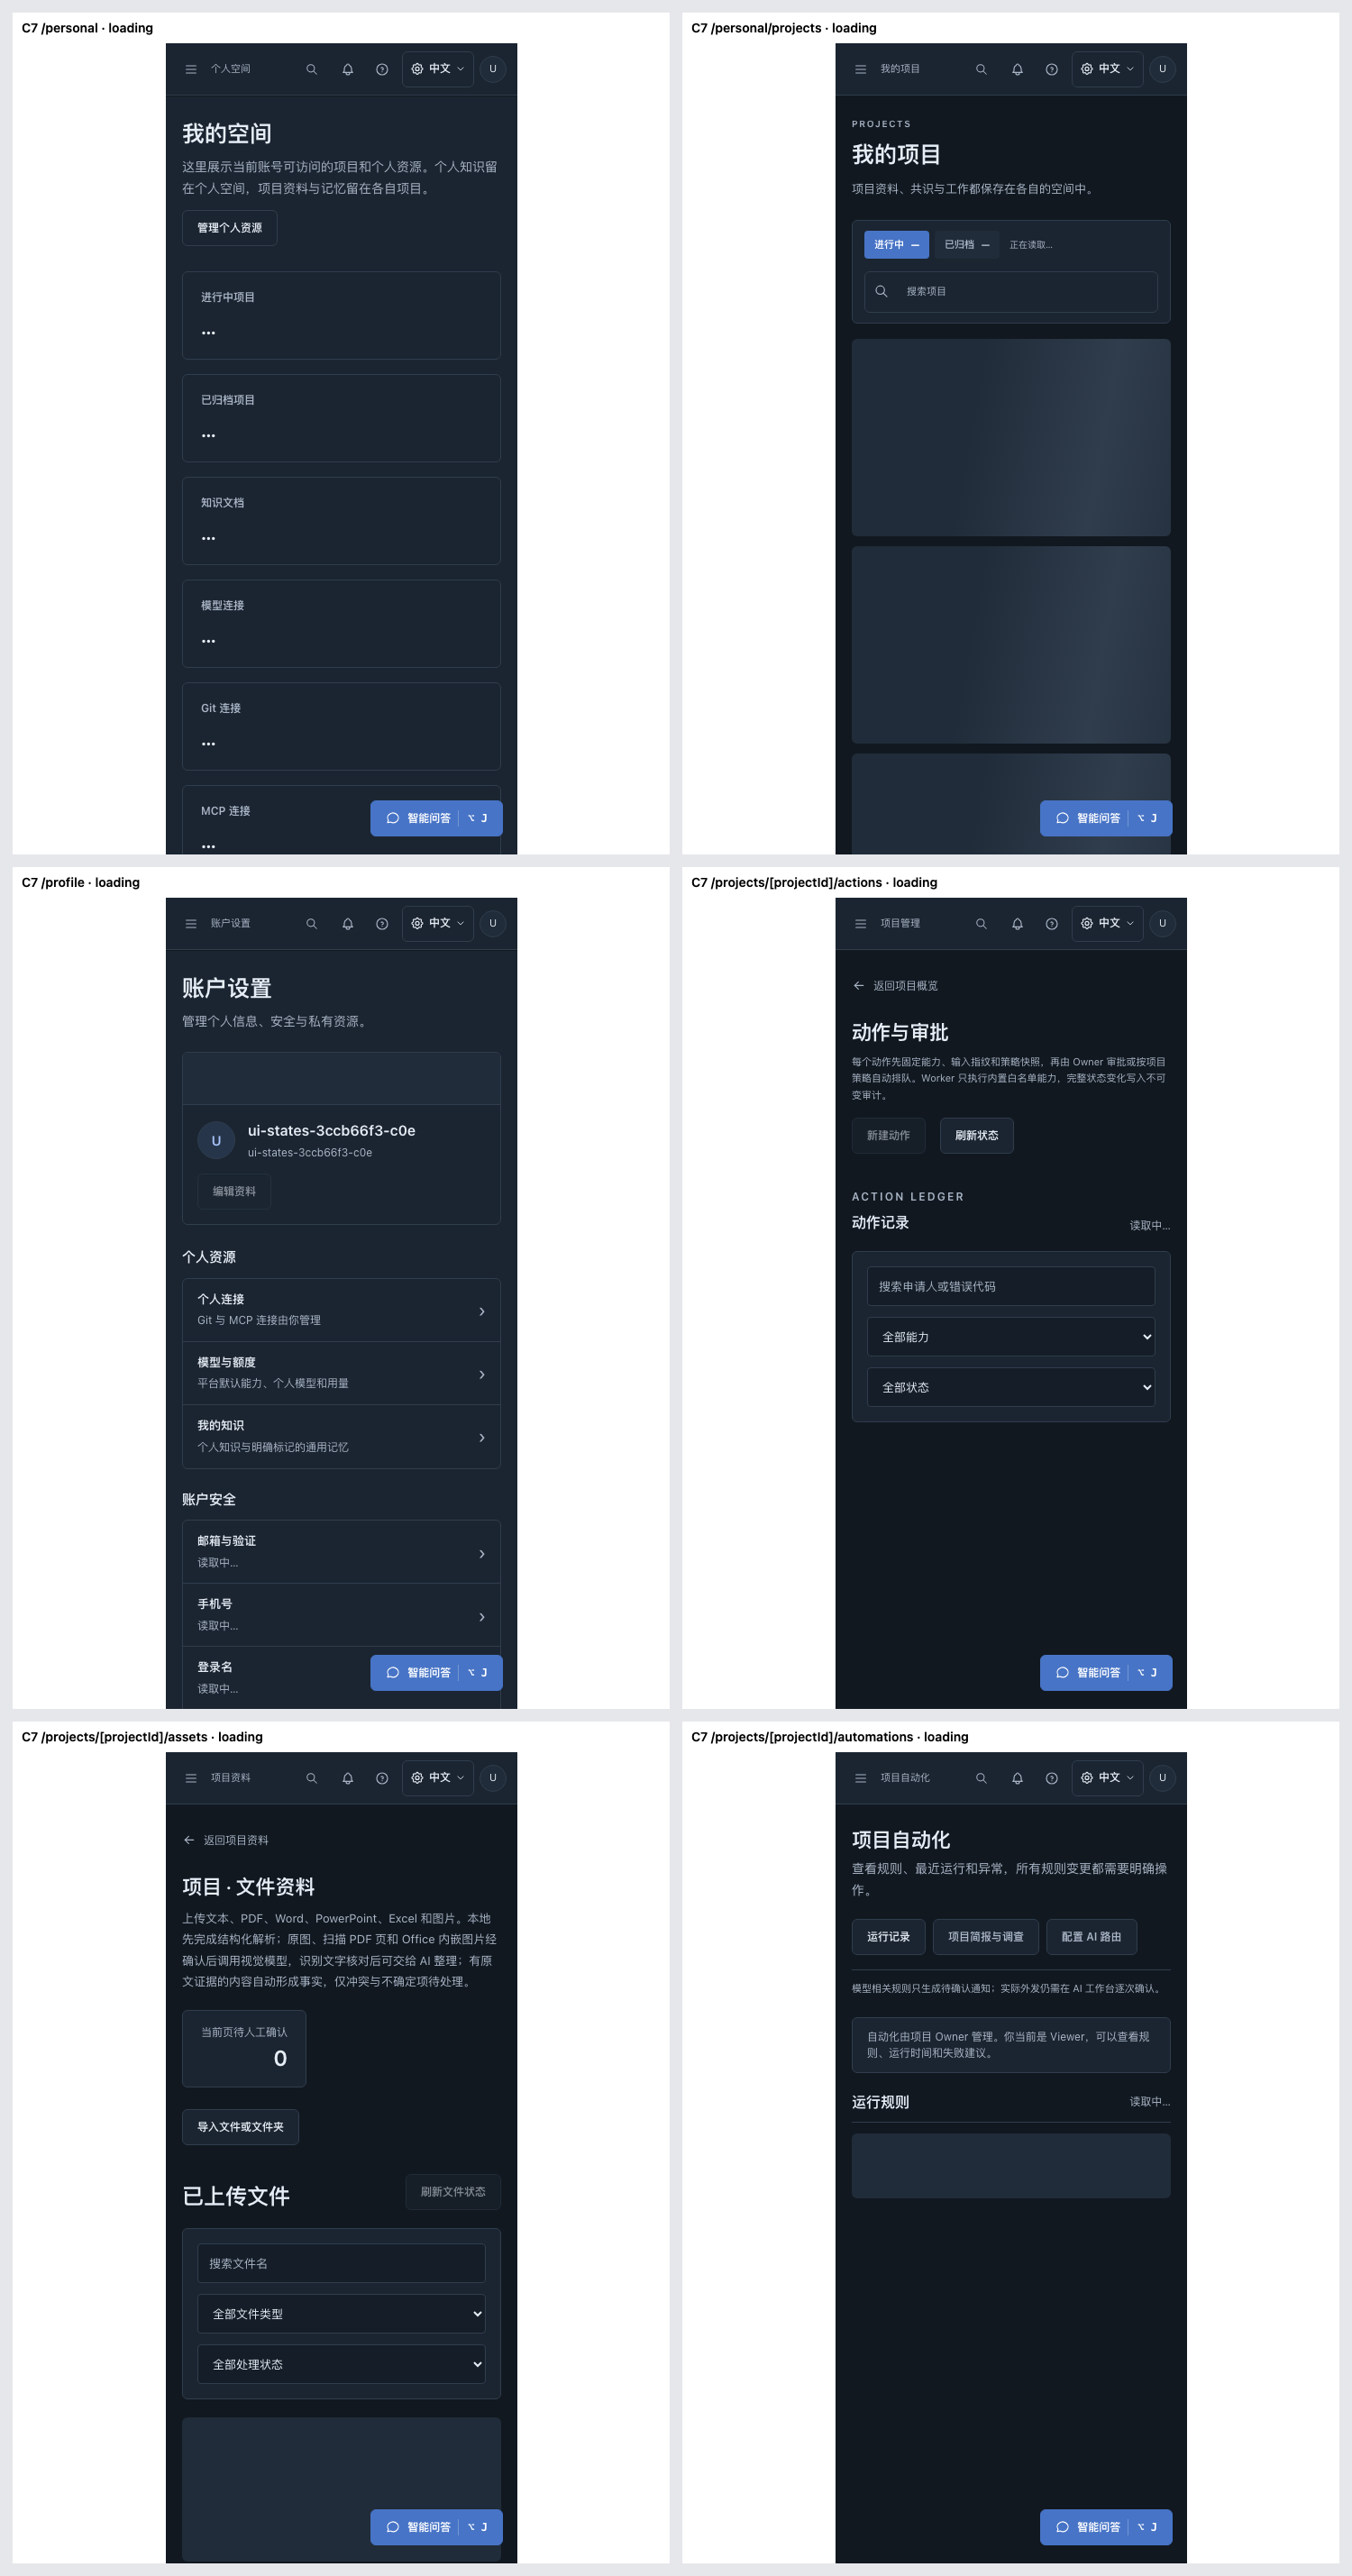 C7 /personal · loading
个人空间
中文
U
我的空间
这里展示当前账号可访问的项目和个人资源。个人知识留
在个人空间，项目资料与记忆留在各自项目。
管理个人资源
进行中项目
...
已归档项目
...
知识文档
...
模型连接
...
Git 连接
...
MCP 连接
...
智能问答 ⌥ J
C7 /personal/projects · loading
我的项目
中文
U
PROJECTS
我的项目
项目资料、共识与工作都保存在各自的空间中。
进行中 — 已归档 — 正在读取...
搜索项目
智能问答 ⌥ J
C7 /profile · loading
账户设置
中文
U
账户设置
管理个人信息、安全与私有资源。
U
ui-states-3ccb66f3-c0e
ui-states-3ccb66f3-c0e
编辑资料
个人资源
个人连接
Git 与 MCP 连接由你管理
模型与额度
平台默认能力、个人模型和用量
我的知识
个人知识与明确标记的通用记忆
账户安全
邮箱与验证
读取中...
手机号
读取中...
登录名
读取中...
智能问答 ⌥ J
C7 /projects/[projectId]/actions · loading
项目管理
中文
U
← 返回项目概览
动作与审批
每个动作先固定能力、输入指纹和策略快照，再由 Owner 审批或按项目
策略自动排队。Worker 只执行内置白名单能力，完整状态变化写入不可
变审计。
新建动作 刷新状态
ACTION LEDGER
动作记录 读取中...
搜索申请人或错误代码
全部能力
全部状态
智能问答 ⌥ J
C7 /projects/[projectId]/assets · loading
项目资料
中文
U
← 返回项目资料
项目 · 文件资料
上传文本、PDF、Word、PowerPoint、Excel 和图片。本地
先完成结构化解析；原图、扫描 PDF 页和 Office 内嵌图片经
确认后调用视觉模型，识别文字核对后可交给 AI 整理；有原
文证据的内容自动形成事实，仅冲突与不确定项待处理。
当前页待人工确认
0
导入文件或文件夹
已上传文件 刷新文件状态
搜索文件名
全部文件类型
全部处理状态
智能问答 ⌥ J
C7 /projects/[projectId]/automations · loading
项目自动化
中文
U
项目自动化
查看规则、最近运行和异常，所有规则变更都需要明确操
作。
运行记录 项目简报与调查 配置 AI 路由
模型相关规则只生成待确认通知；实际外发仍需在 AI 工作台逐次确认。
自动化由项目 Owner 管理。你当前是 Viewer，可以查看规
则、运行时间和失败建议。
运行规则 读取中...
智能问答 ⌥ J